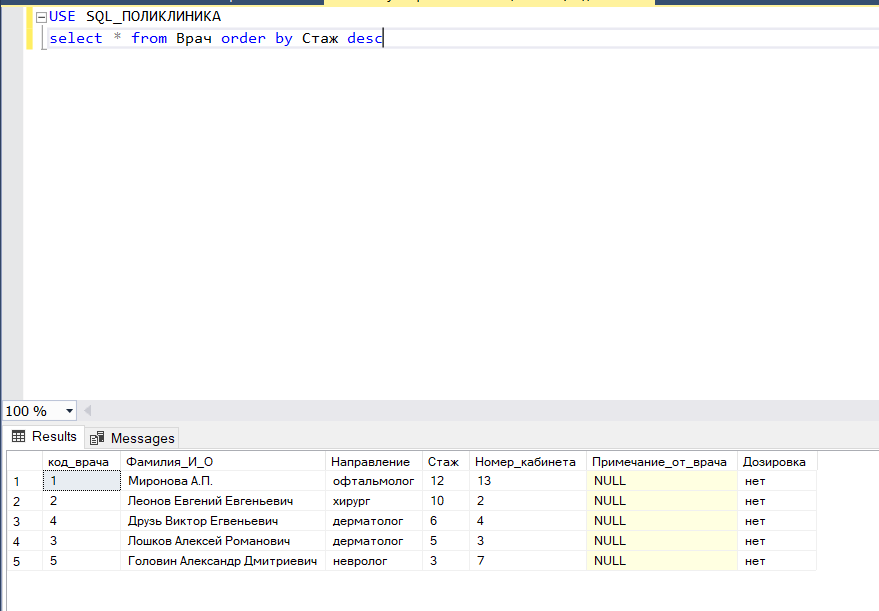 USE SQL_ПОЛИКЛИНИКА
select * from Врач order by Стаж desc
100 %
Results Messages
код_врача Фамилия_И_О Направление Стаж Номер_кабинета Примечание_от_врача Дозировка
1 1 Миронова А.П. офтальмолог 12 13 NULL нет
2 2 Леонов Евгений Евгеньевич хирург 10 2 NULL нет
3 4 Друзь Виктор Егвеньевич дерматолог 6 4 NULL нет
4 3 Лошков Алексей Романович дерматолог 5 3 NULL нет
5 5 Головин Александр Дмитриевич невролог 3 7 NULL нет